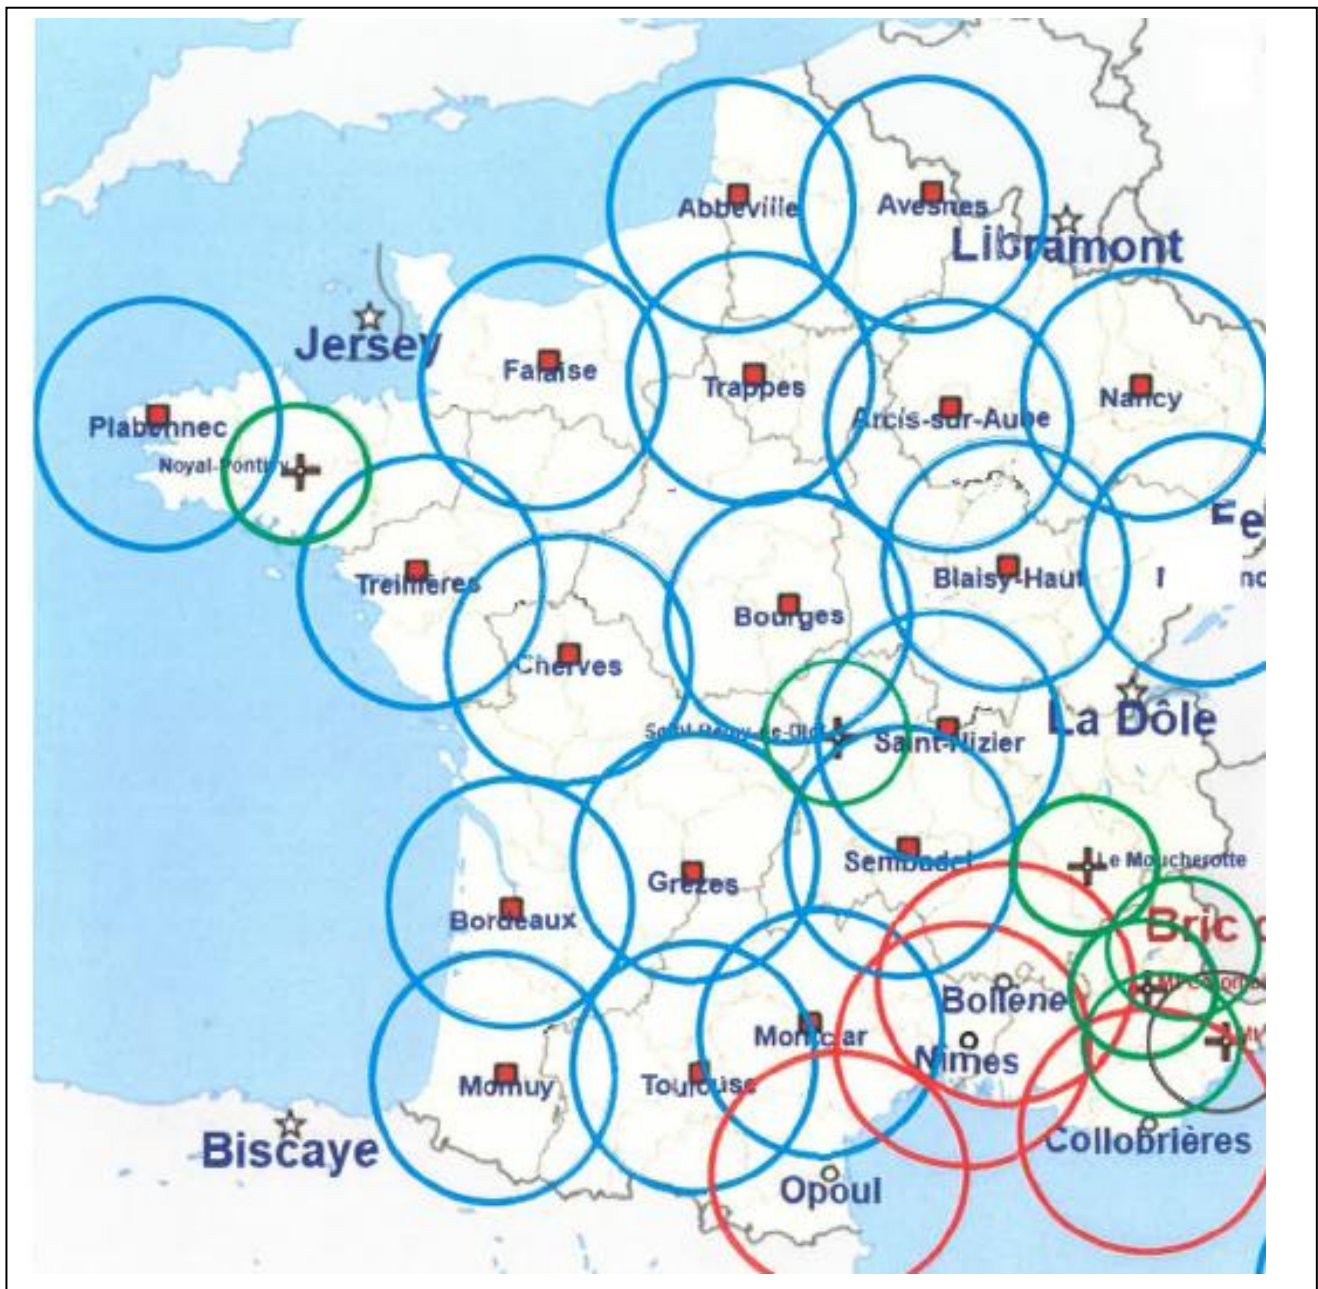 Abbeville
Avesnes
Libramont
Jersey
Falaise
Trappes
Nancy
Arcis-sur-Aube
Plabennec
Noyal-Pontivy
Treillières
Blaisy-Haut
Bourges
Cherves
La Dôle
Saint-Nizier
Sembadel
Le Moucherotte
Grèzes
Bordeaux
Bric
Bollène
Montclar
Nîmes
Momuy
Toulouse
Collobrières
Biscaye
Opoul